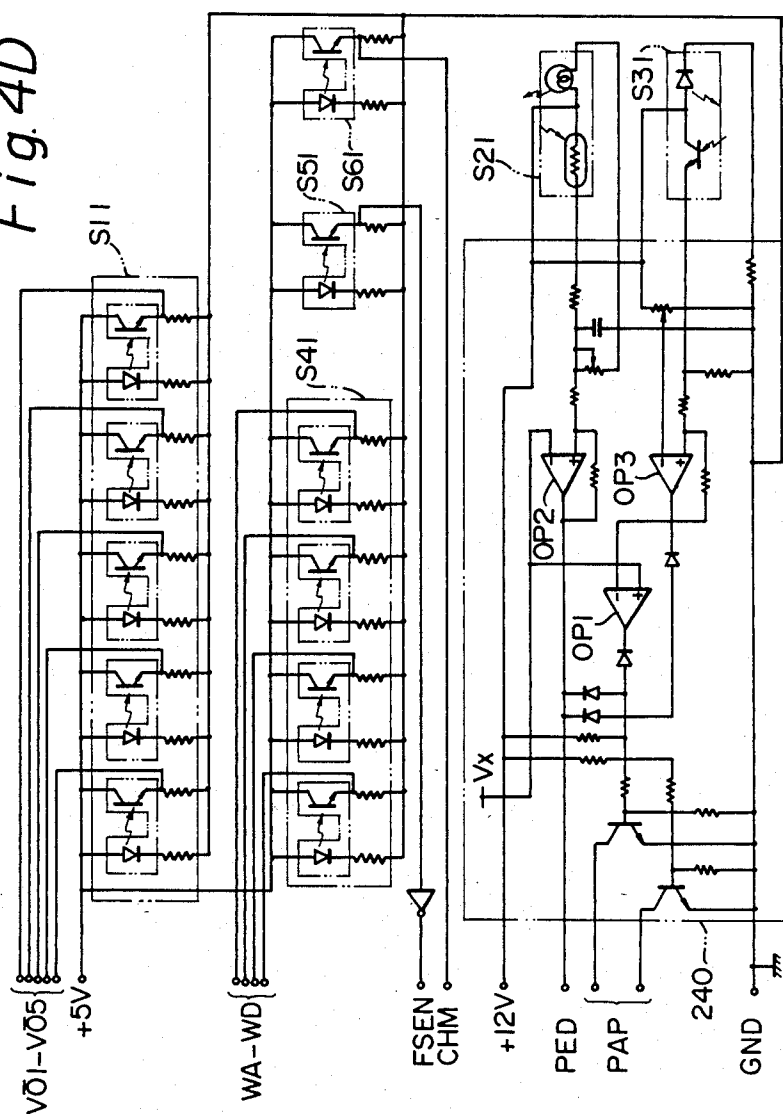 Fig. 4D
S11
S61
S51
S41
S21
S31
VO1-VO5
+5V
WA-WD
FSEN
CHM
+12V
PED
PAP
240
GND
Vx
OP2
OP1
OP3